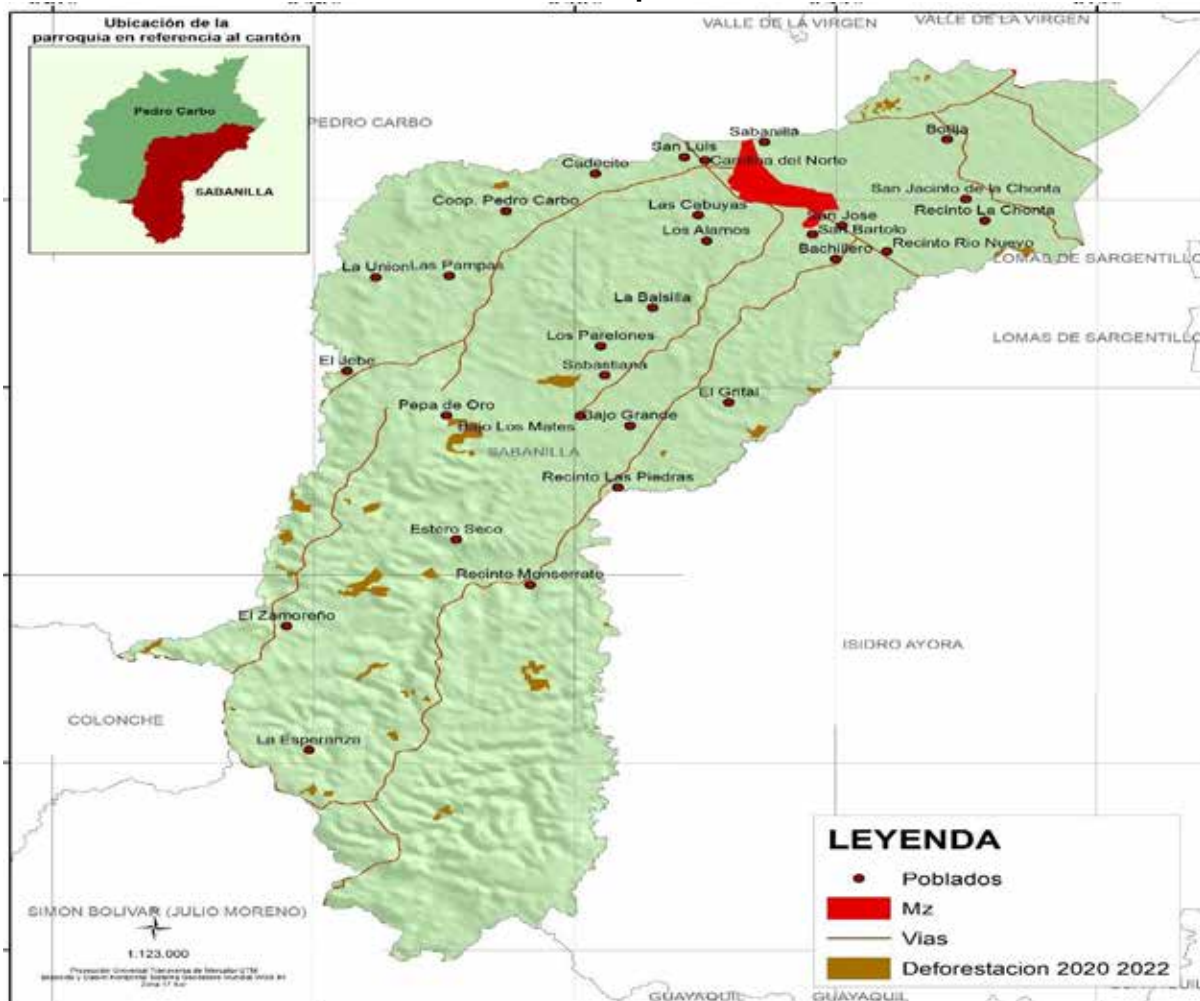 Ubicación de la
parroquia en referencia al cantón
Pedro Carbo
SABANILLA
VALLE DE LA VIRGEN
VALLE DE LA VIRGEN
PEDRO CARBO
Sabanilla
Bolija
San Luis
Carolina del Norte
Cadecito
San Jacinto de la Chonta
Coop. Pedro Carbo
Las Cabuyas
San Jose
Recinto La Chonta
Los Alamos
San Bartolo
Bachillero
Recinto Rio Nuevo
LOMAS DE SARGENTILLO
La Union
Las Pampas
La Balsilla
Los Parelones
LOMAS DE SARGENTILLO
El Jebe
Sabastiana
Pepa de Oro
Bajo Los Mates
Bajo Grande
El Grital
SABANILLA
Recinto Las Piedras
Estero Seco
Recinto Monserrate
El Zamoreño
ISIDRO AYORA
COLONCHE
La Esperanza
SIMON BOLIVAR (JULIO MORENO)
1:123.000
LEYENDA
Poblados
Mz
Vias
Deforestacion 2020 2022
GUAYAQUIL
GUAYAQUIL